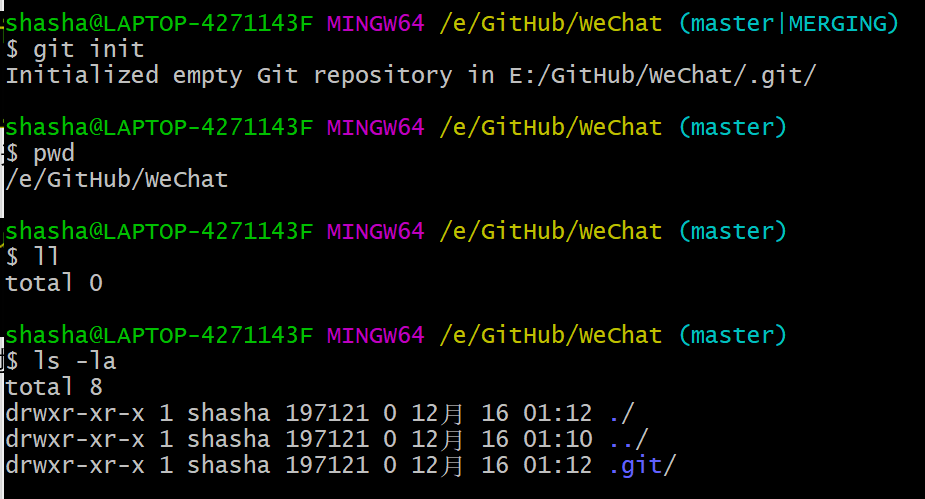 shasha@LAPTOP-4271143F MINGW64 /e/GitHub/WeChat (master|MERGING)
$ git init
Initialized empty Git repository in E:/GitHub/WeChat/.git/
shasha@LAPTOP-4271143F MINGW64 /e/GitHub/WeChat (master)
$ pwd
/e/GitHub/WeChat
shasha@LAPTOP-4271143F MINGW64 /e/GitHub/WeChat (master)
$ ll
total 0
shasha@LAPTOP-4271143F MINGW64 /e/GitHub/WeChat (master)
$ ls -la
total 8
drwxr-xr-x 1 shasha 197121 0 12月 16 01:12 ./
drwxr-xr-x 1 shasha 197121 0 12月 16 01:10 ../
drwxr-xr-x 1 shasha 197121 0 12月 16 01:12 .git/